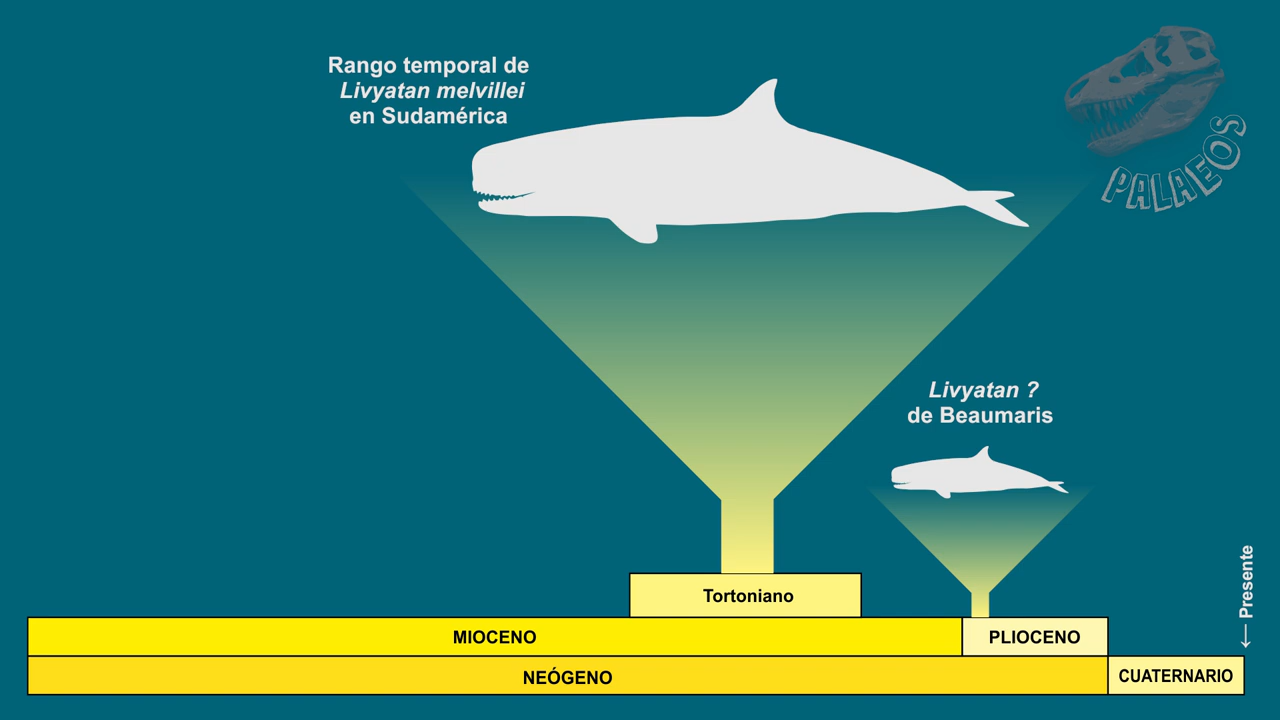 Rango temporal de
Livyatan melvillei
en Sudamérica
PALAEOS
Livyatan ?
de Beaumaris
← Presente
Tortoniano
MIOCENO
PLIOCENO
NEÓGENO
CUATERNARIO